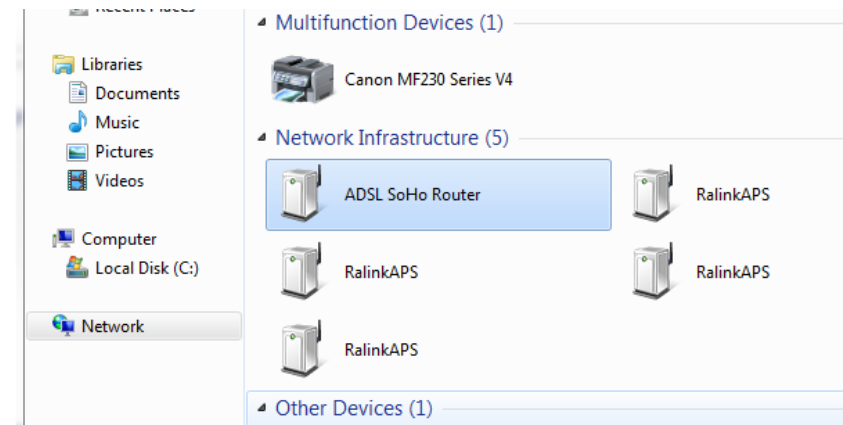 Multifunction Devices (1)
Libraries
Documents
Music
Pictures
Videos
Computer
Local Disk (C:)
Network
Canon MF230 Series V4
Network Infrastructure (5)
ADSL SoHo Router
RalinkAPS
RalinkAPS
RalinkAPS
RalinkAPS
Other Devices (1)